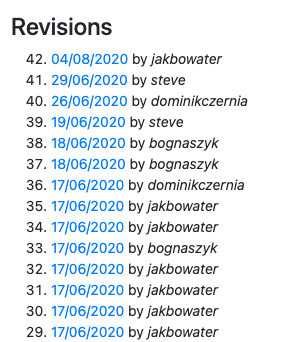 Revisions
42. 04/08/2020 by jakbowater
41. 29/06/2020 by steve
40. 26/06/2020 by dominikczernia
39. 19/06/2020 by steve
38. 18/06/2020 by bognaszyk
37. 18/06/2020 by bognaszyk
36. 17/06/2020 by dominikczernia
35. 17/06/2020 by jakbowater
34. 17/06/2020 by jakbowater
33. 17/06/2020 by bognaszyk
32. 17/06/2020 by jakbowater
31. 17/06/2020 by jakbowater
30. 17/06/2020 by jakbowater
29. 17/06/2020 by jakbowater